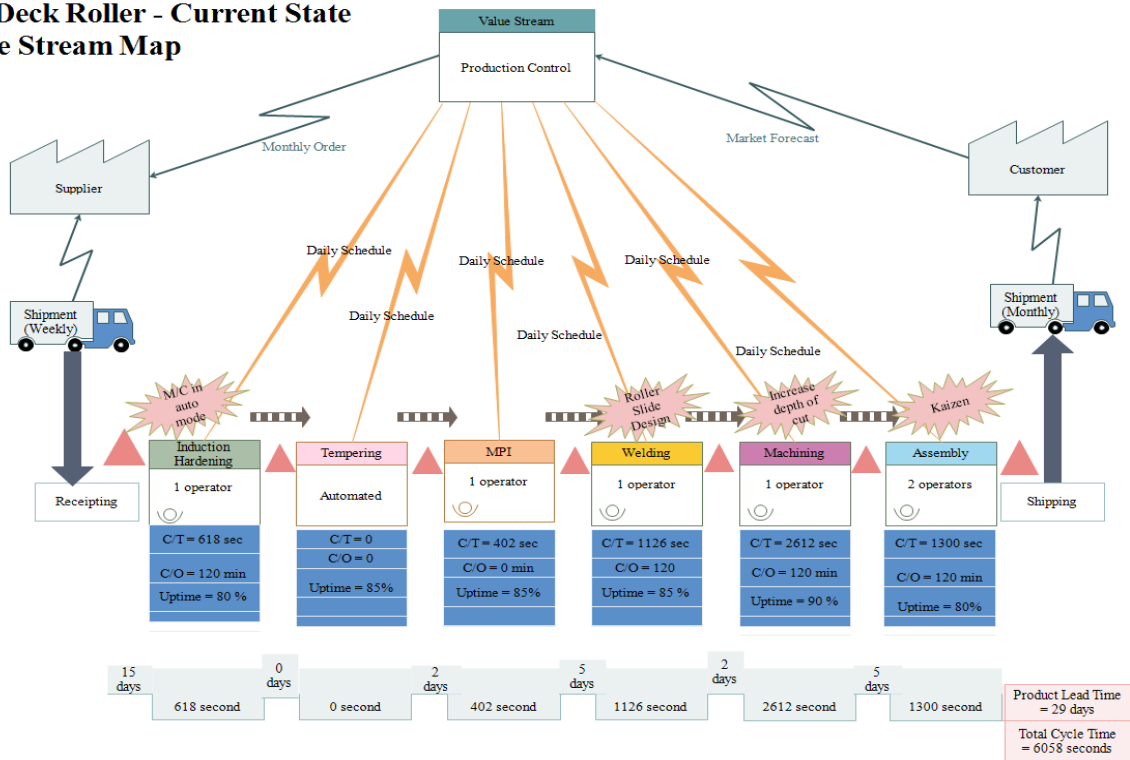 Deck Roller - Current State
e Stream Map
Value Stream
Production Control
Monthly Order
Market Forecast
Supplier
Customer
Daily Schedule
Daily Schedule
Daily Schedule
Daily Schedule
Daily Schedule
Daily Schedule
Shipment
(Weekly)
Shipment
(Monthly)
M/C in
auto
mode
Roller
Slide
Design
Increase
depth of
cut
Kaizen
Receipting
Induction
Hardening
1 operator
C/T = 618 sec
C/O = 120 min
Uptime = 80 %
Tempering
Automated
C/T = 0
C/O = 0
Uptime = 85%
MPI
1 operator
C/T = 402 sec
C/O = 0 min
Uptime = 85%
Welding
1 operator
C/T = 1126 sec
C/O = 120
Uptime = 85 %
Machining
1 operator
C/T = 2612 sec
C/O = 120 min
Uptime = 90 %
Assembly
2 operators
C/T = 1300 sec
C/O = 120 min
Uptime = 80%
Shipping
15
days
0
days
2
days
5
days
2
days
5
days
618 second
0 second
402 second
1126 second
2612 second
1300 second
Product Lead Time
= 29 days
Total Cycle Time
= 6058 seconds